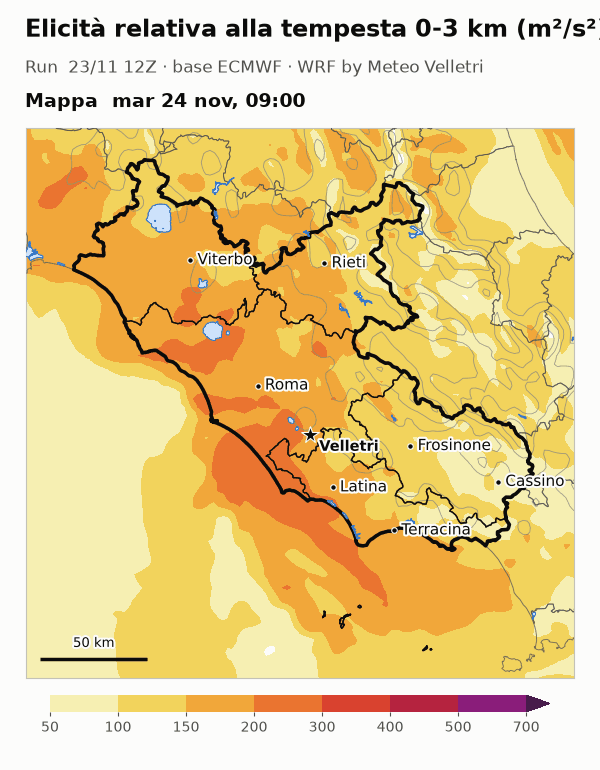 Elicità relativa alla tempesta 0-3 km (m²/s²)
Run 23/11 12Z · base ECMWF · WRF by Meteo Velletri
Mappa mar 24 nov, 09:00
Viterbo
Rieti
Roma
Velletri
Frosinone
Cassino
Latina
Terracina
50 km
50 100 150 200 300 400 500 700